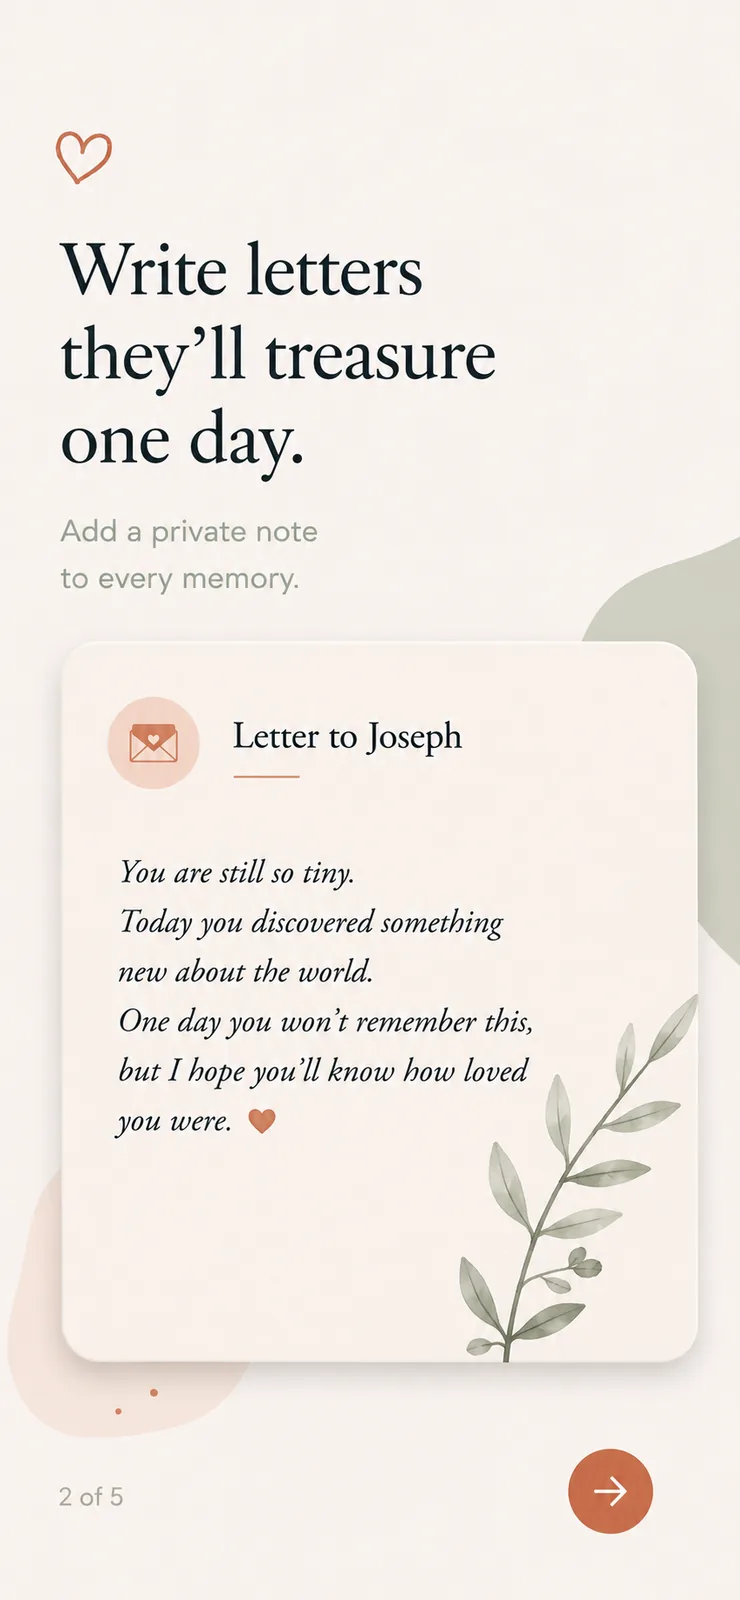 Write letters
they’ll treasure
one day.
Add a private note
to every memory.
Letter to Joseph
You are still so tiny.
Today you discovered something
new about the world.
One day you won’t remember this,
but I hope you’ll know how loved
you were.
2 of 5